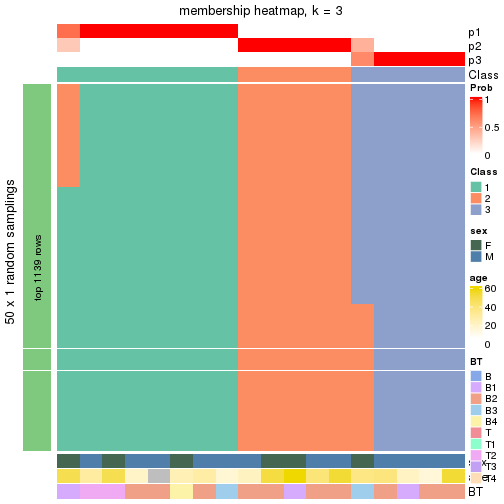 membership heatmap, k = 3
p1
p2
p3
Class
50 x 1 random samplings
top 1139 rows
Prob
1
0.5
0
Class
1
2
3
sex
F
M
age
60
40
20
0
BT
B
B1
B2
B3
B4
T
T1
T2
T3
T4
BT